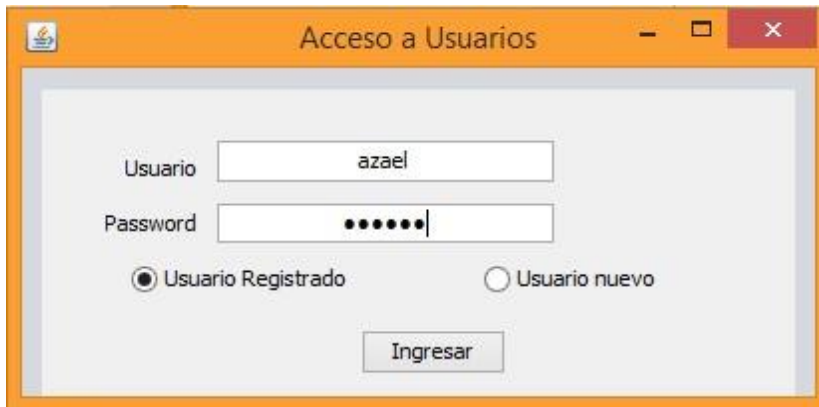 Acceso a Usuarios
Usuario azael
Password ●●●●●●
Usuario Registrado Usuario nuevo
Ingresar